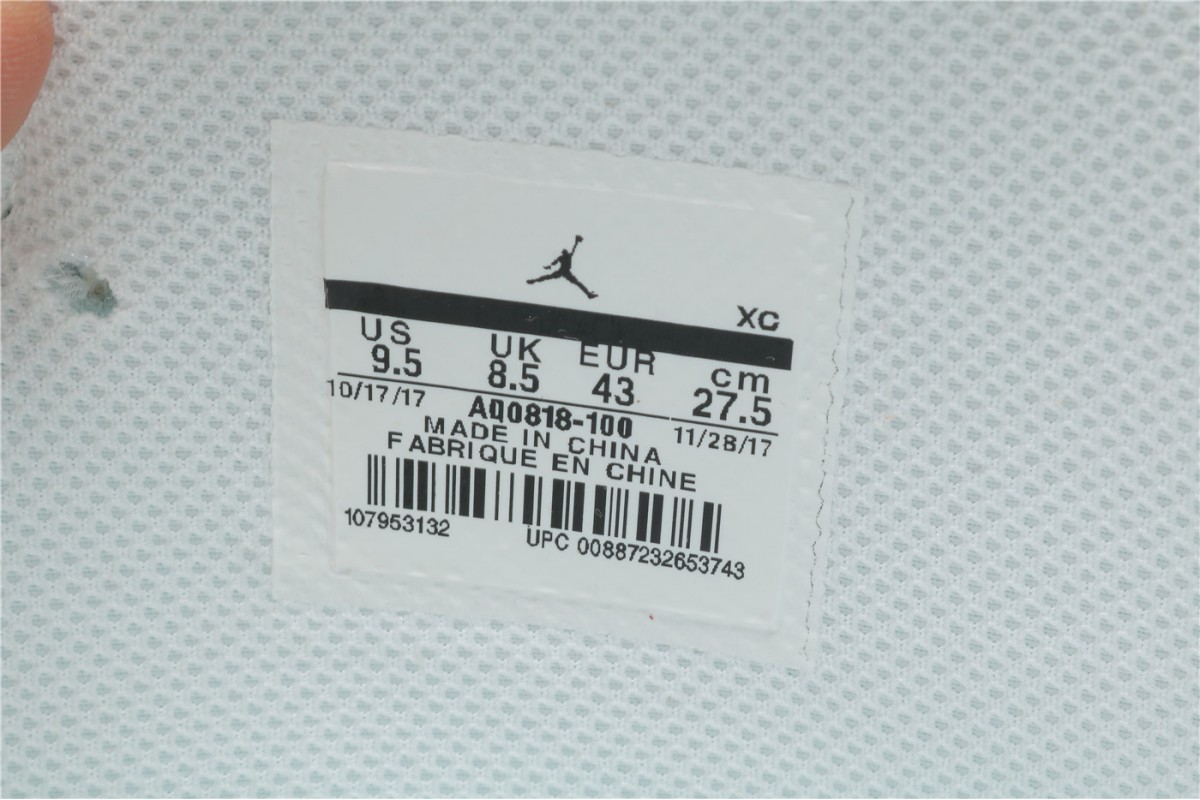 XC
US UK EUR cm
9.5 8.5 43 27.5
10/17/17 AQ0818-100 11/28/17
MADE IN CHINA
FABRIQUE EN CHINE
107953132 UPC 00887232653743